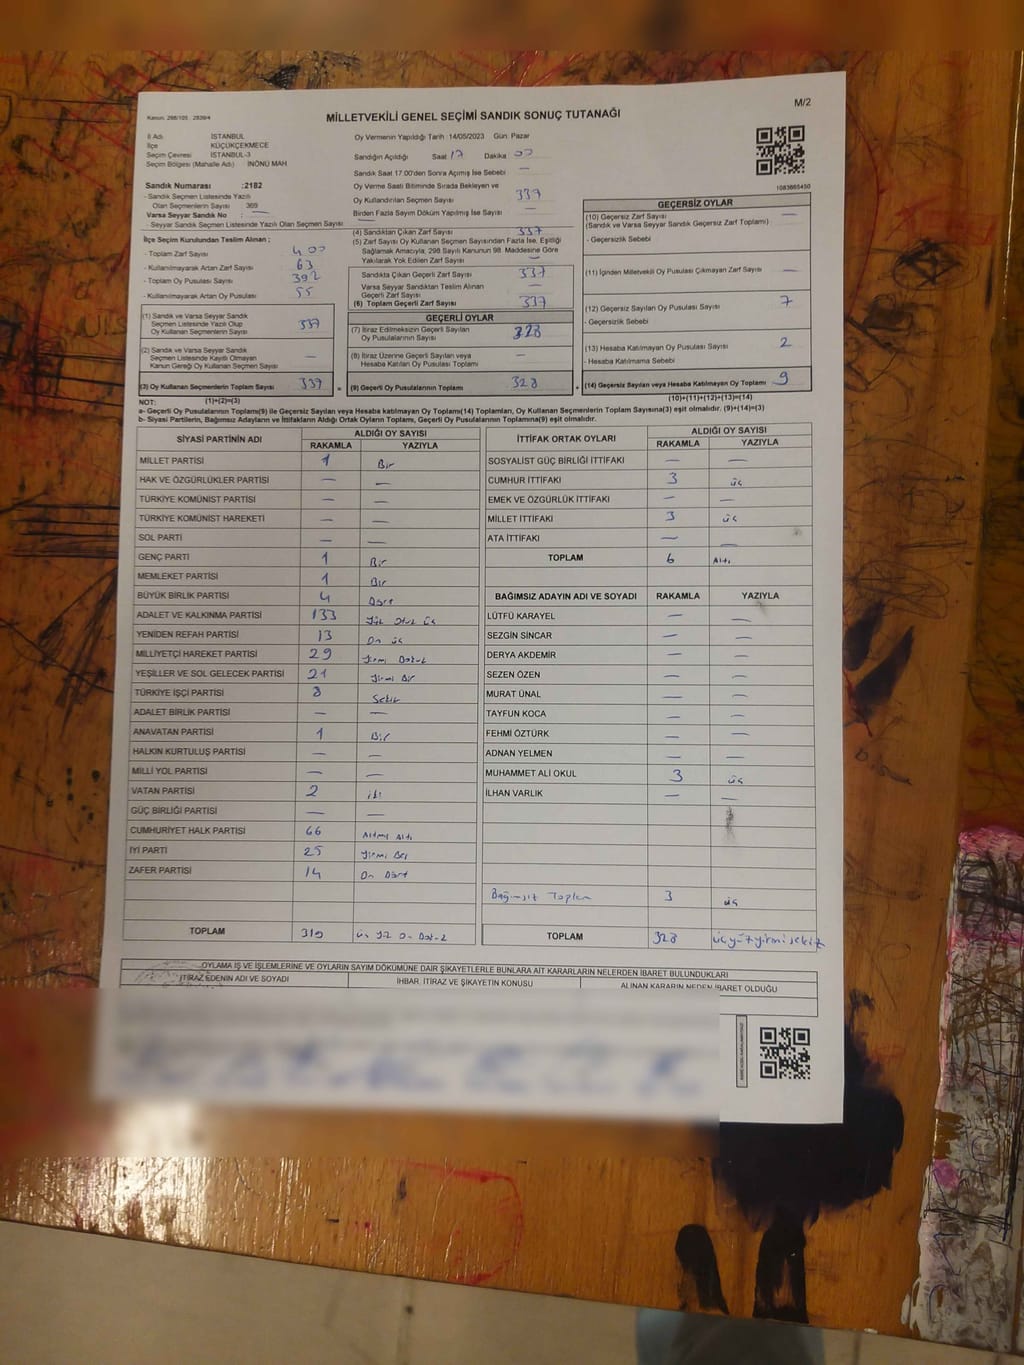 M/2
Kanun: 298/105 : 2839/4
MİLLETVEKİLİ GENEL SEÇİMİ SANDIK SONUÇ TUTANAĞI
İl Adı İSTANBUL
İlçe KÜÇÜKÇEKMECE
Seçim Çevresi İSTANBUL-3
Seçim Bölgesi (Mahalle Adı) İNÖNÜ MAH
Sandık Numarası :2182
- Sandık Seçmen Listesinde Yazılı
Olan Seçmenlerin Sayısı 369
Varsa Seyyar Sandık No : —
- Seyyar Sandık Seçmen Listesinde Yazılı Olan Seçmen Sayısı —
İlçe Seçim Kurulundan Teslim Alınan :
- Toplam Zarf Sayısı 400
- Kullanılmayarak Artan Zarf Sayısı 63
- Toplam Oy Pusulası Sayısı 392
- Kullanılmayarak Artan Oy Pusulası 55
(1) Sandık ve Varsa Seyyar Sandık
Seçmen Listesinde Yazılı Olup
Oy Kullanan Seçmenlerin Sayısı 337
(2) Sandık ve Varsa Seyyar Sandık
Seçmen Listesinde Kayıtlı Olmayan
Kanun Gereği Oy Kullanan Seçmen Sayısı —
(3) Oy Kullanan Seçmenlerin Toplam Sayısı 337 =
(1)+(2)=(3)
Oy Vermenin Yapıldığı Tarih :14/05/2023 Gün: Pazar
Sandığın Açıldığı Saat 17 Dakika 00
Sandık Saat 17.00'den Sonra Açılmış İse Sebebi —
Oy Verme Saati Bitiminde Sırada Bekleyen ve
Oy Kullandırılan Seçmen Sayısı 337
Birden Fazla Sayım Döküm Yapılmış İse Sayısı —
(4) Sandıktan Çıkan Zarf Sayısı 337
(5) Zarf Sayısı Oy Kullanan Seçmen Sayısından Fazla İse, Eşitliği
Sağlamak Amacıyla, 298 Sayılı Kanunun 98. Maddesine Göre
Yakılarak Yok Edilen Zarf Sayısı —
Sandıkta Çıkan Geçerli Zarf Sayısı 337
Varsa Seyyar Sandıktan Teslim Alınan
Geçerli Zarf Sayısı —
(6) Toplam Geçerli Zarf Sayısı 337
GEÇERLİ OYLAR
(7) İtiraz Edilmeksizin Geçerli Sayılan
Oy Pusulalarının Sayısı 328
(8) İtiraz Üzerine Geçerli Sayılan veya
Hesaba Katılan Oy Pusulaları Toplamı —
(9) Geçerli Oy Pusulalarının Toplamı 328 +
1083665450
GEÇERSİZ OYLAR
(10) Geçersiz Zarf Sayısı —
(Sandık ve Varsa Seyyar Sandık Geçersiz Zarf Toplamı)
- Geçersizlik Sebebi
(11) İçinden Milletvekili Oy Pusulası Çıkmayan Zarf Sayısı —
(12) Geçersiz Sayılan Oy Pusulası Sayısı 7
- Geçersizlik Sebebi
(13) Hesaba Katılmayan Oy Pusulası Sayısı 2
- Hesaba Katılmama Sebebi
(14) Geçersiz Sayılan veya Hesaba Katılmayan Oy Toplamı 9
(10)+(11)+(12)+(13)=(14)
NOT:
a- Geçerli Oy Pusulalarının Toplamı(9) ile Geçersiz Sayılan veya Hesaba katılmayan Oy Toplamı(14) Toplamları, Oy Kullanan Seçmenlerin Toplam Sayısına(3) eşit olmalıdır. (9)+(14)=(3)
b- Siyasi Partilerin, Bağımsız Adayların ve İttifakların Aldığı Ortak Oyların Toplamı, Geçerli Oy Pusulalarının Toplamına(9) eşit olmalıdır.
SİYASİ PARTİNİN ADI ALDIĞI OY SAYISI
RAKAMLA YAZIYLA
MİLLET PARTİSİ 1 Bir
HAK VE ÖZGÜRLÜKLER PARTİSİ — —
TÜRKİYE KOMÜNİST PARTİSİ — —
TÜRKİYE KOMÜNİST HAREKETİ — —
SOL PARTİ — —
GENÇ PARTİ 1 Bir
MEMLEKET PARTİSİ 1 Bir
BÜYÜK BİRLİK PARTİSİ 4 Dört
ADALET VE KALKINMA PARTİSİ 133 Yüz Otuz üç
YENİDEN REFAH PARTİSİ 13 On üç
MİLLİYETÇİ HAREKET PARTİSİ 29 Yirmi Dokuz
YEŞİLLER VE SOL GELECEK PARTİSİ 21 Yirmi Bir
TÜRKİYE İŞÇİ PARTİSİ 8 Sekiz
ADALET BİRLİK PARTİSİ — —
ANAVATAN PARTİSİ 1 Bir
HALKIN KURTULUŞ PARTİSİ — —
MİLLİ YOL PARTİSİ — —
VATAN PARTİSİ 2 iki
GÜÇ BİRLİĞİ PARTİSİ — —
CUMHURİYET HALK PARTİSİ 66 Altmış Altı
İYİ PARTİ 25 Yirmi Beş
ZAFER PARTİSİ 14 On Dört
TOPLAM 319 üç yüz On Dokuz
İTTİFAK ORTAK OYLARI ALDIĞI OY SAYISI
RAKAMLA YAZIYLA
SOSYALİST GÜÇ BİRLİĞİ İTTİFAKI — —
CUMHUR İTTİFAKI 3 üç
EMEK VE ÖZGÜRLÜK İTTİFAKI — —
MİLLET İTTİFAKI 3 üç
ATA İTTİFAKI — —
TOPLAM 6 Altı
BAĞIMSIZ ADAYIN ADI VE SOYADI RAKAMLA YAZIYLA
LÜTFÜ KARAYEL — —
SEZGİN SİNCAR — —
DERYA AKDEMİR — —
SEZEN ÖZEN — —
MURAT ÜNAL — —
TAYFUN KOCA — —
FEHMİ ÖZTÜRK — —
ADNAN YELMEN — —
MUHAMMET ALİ OKUL 3 üç
İLHAN VARLIK — —
Bağımsız Toplam 3 üç
TOPLAM 328 üçyüzyirmisekiz
OYLAMA İŞ VE İŞLEMLERİNE VE OYLARIN SAYIM DÖKÜMÜNE DAİR ŞİKAYETLERLE BUNLARA AİT KARARLARIN NELERDEN İBARET BULUNDUKLARI
İTİRAZ EDENİN ADI VE SOYADI İHBAR, İTİRAZ VE ŞİKAYETİN KONUSU ALINAN KARARIN NEDEN İBARET OLDUĞU